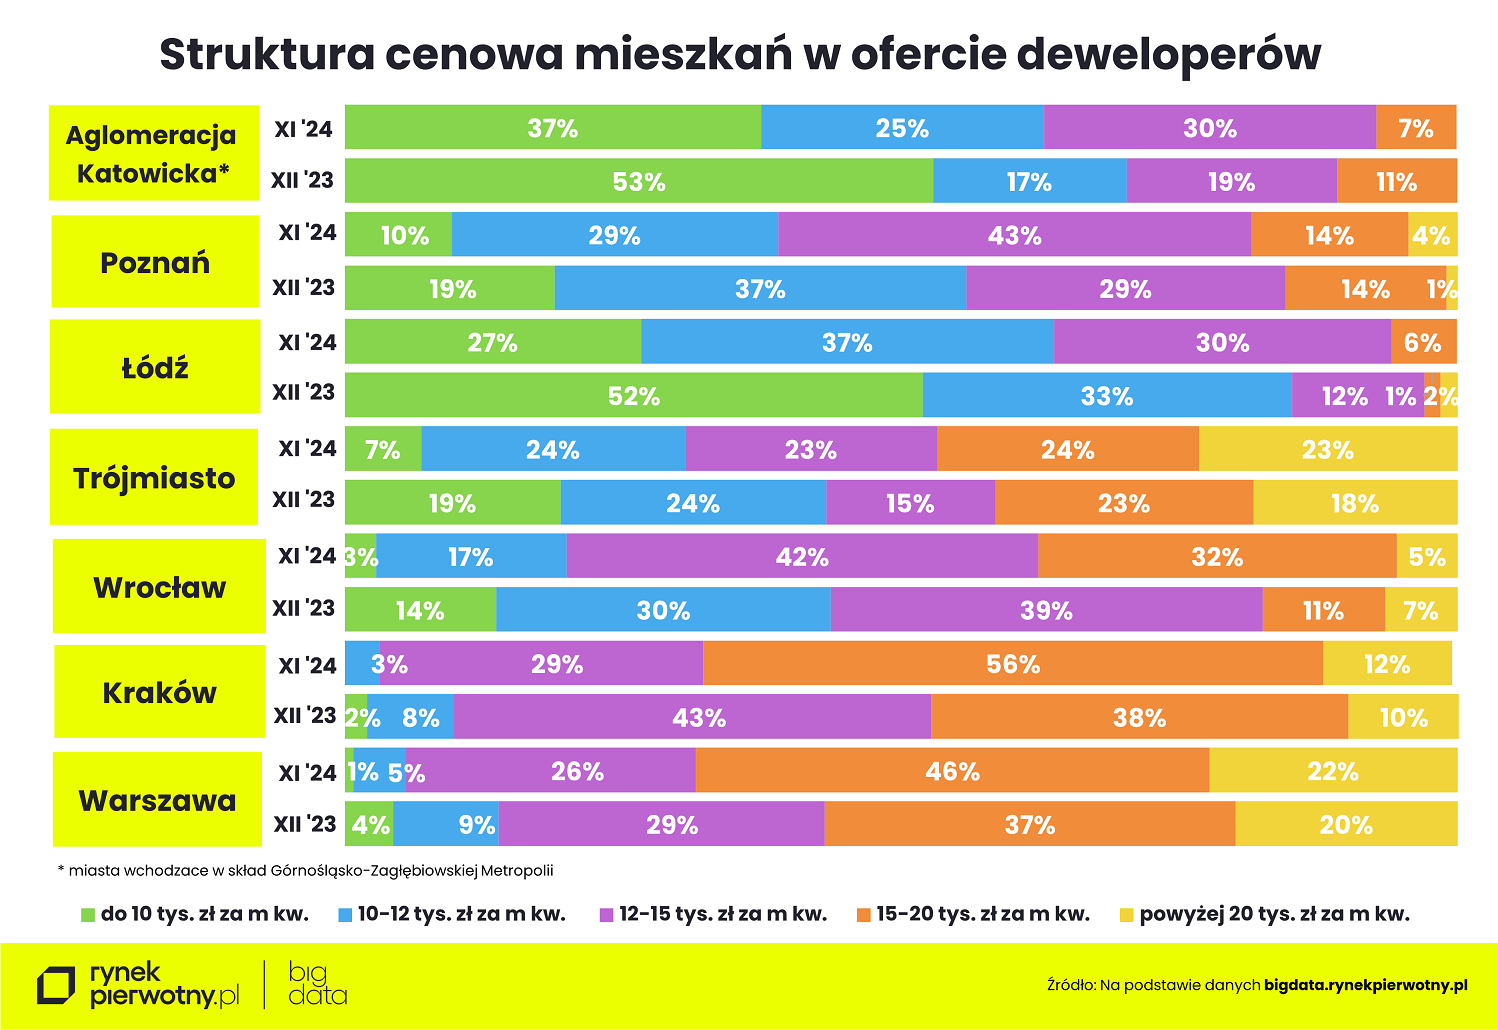 Struktura cenowa mieszkań w ofercie deweloperów
Aglomeracja
Katowicka*
XI '24
37% 25% 30% 7%
XII '23
53% 17% 19% 11%
Poznań
XI '24
10% 29% 43% 14% 4%
XII '23
19% 37% 29% 14% 1%
Łódź
XI '24
27% 37% 30% 6%
XII '23
52% 33% 12% 1% 2%
Trójmiasto
XI '24
7% 24% 23% 24% 23%
XII '23
19% 24% 15% 23% 18%
Wrocław
XI '24
3% 17% 42% 32% 5%
XII '23
14% 30% 39% 11% 7%
Kraków
XI '24
3% 29% 56% 12%
XII '23
2% 8% 43% 38% 10%
Warszawa
XI '24
1% 5% 26% 46% 22%
XII '23
4% 9% 29% 37% 20%
* miasta wchodzace w skład Górnośląsko-Zagłębiowskiej Metropolii
do 10 tys. zł za m kw. 10-12 tys. zł za m kw. 12-15 tys. zł za m kw. 15-20 tys. zł za m kw. powyżej 20 tys. zł za m kw.
rynek
pierwotny.pl
big
data
Źródło: Na podstawie danych bigdata.rynekpierwotny.pl